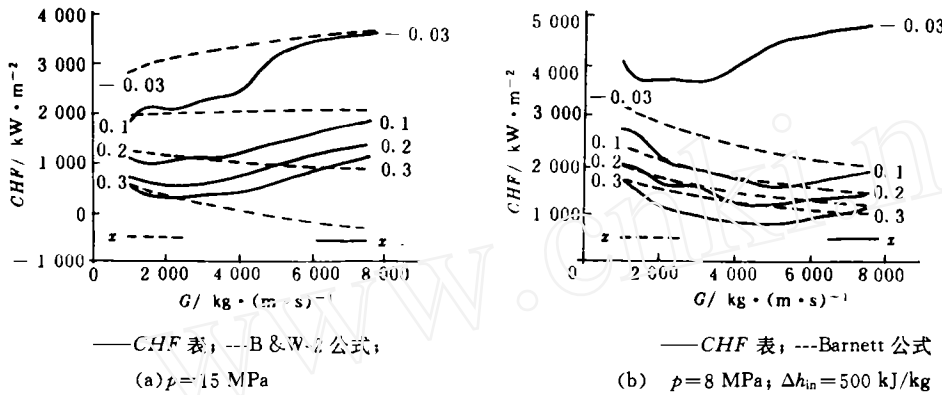 4 000
3 000
2 000
1 000
0
-1 000
CHF/ kW·m⁻²
-0.03
-0.03
0.1
0.2
0.3
0.1
0.2
0.3
x
x
0
2 000
4 000
6 000
8 000
G/ kg·(m·s)⁻¹
——CHF 表; ---B &W-2 公式;
(a) p=15 MPa
5 000
4 000
3 000
2 000
1 000
CHF/ kW·m⁻²
-0.03
-0.03
0.1
0.2
0.3
0.1
0.2
0.3
x
x
0
2 000
4 000
6 000
8 000
G/ kg·(m·s)⁻¹
——CHF 表; ---Barnett 公式
(b) p=8 MPa; Δh_in=500 kJ/kg
www.cnki.n